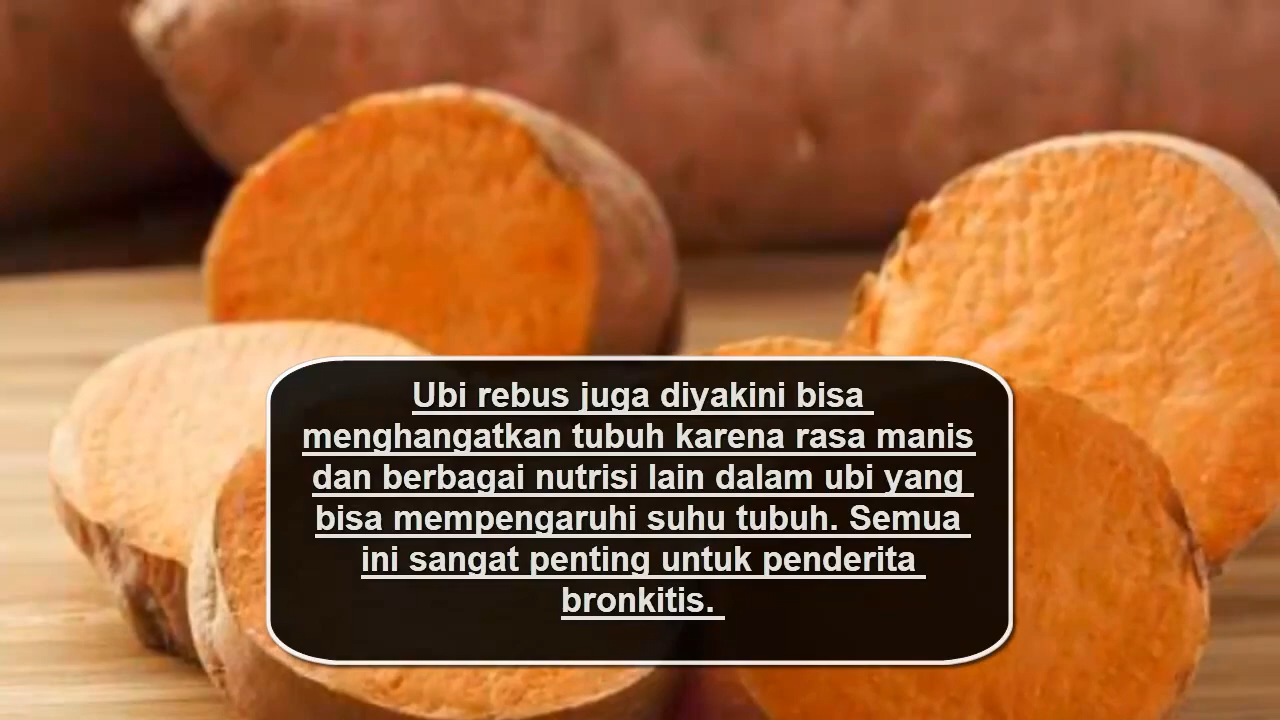 Ubi rebus juga diyakini bisa
menghangatkan tubuh karena rasa manis
dan berbagai nutrisi lain dalam ubi yang
bisa mempengaruhi suhu tubuh. Semua
ini sangat penting untuk penderita
bronkitis.